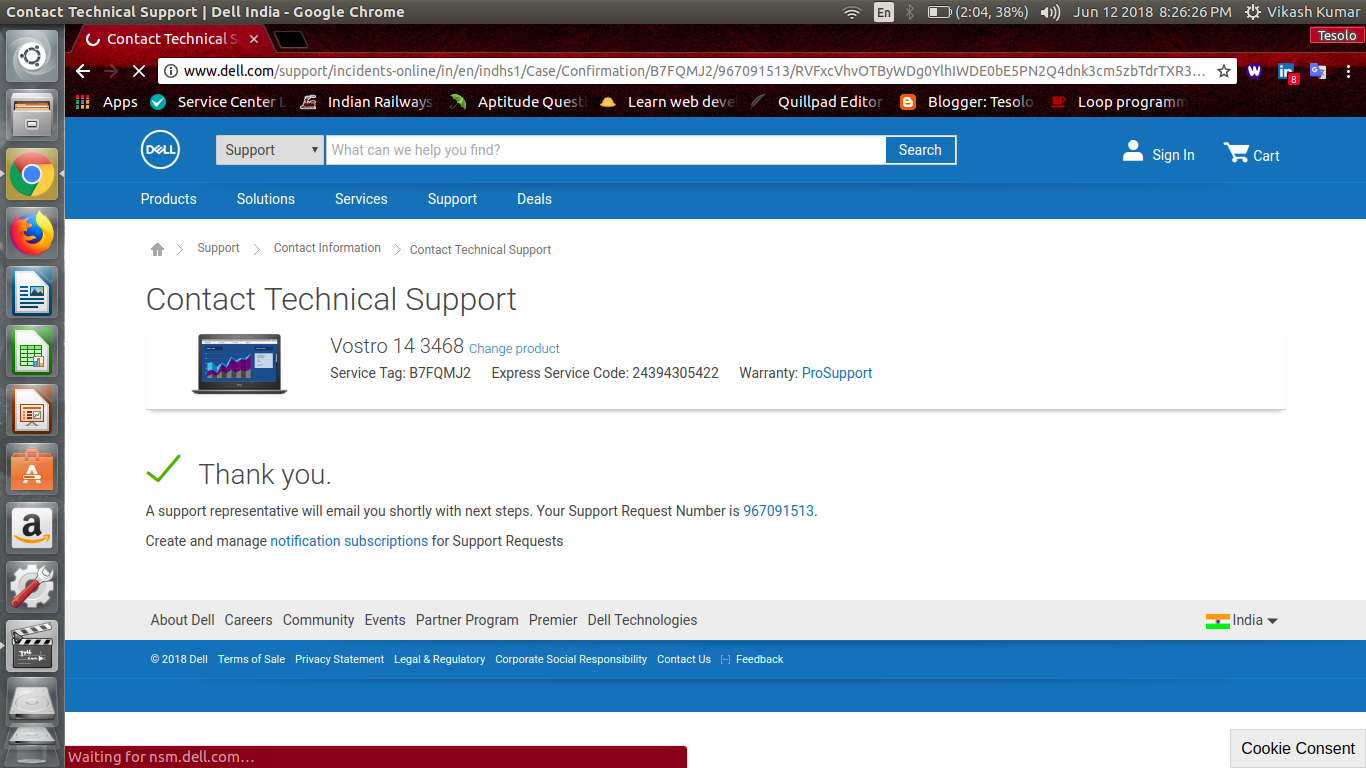 Contact Technical Support | Dell India - Google Chrome
En
(2:04, 38%)
Jun 12 2018 8:26:26 PM
Vikash Kumar
Contact Technical S
Tesolo
www.dell.com/support/incidents-online/in/en/indhs1/Case/Confirmation/B7FQMJ2/967091513/RVFxcVhvOTByWDg0YlhIWDE0bE5PN2Q4dnk3cm5zbTdrTXR3...
W
in
8
Apps
Service Center L
Indian Railways
Aptitude Quest
Learn web deve
Quillpad Editor
Blogger: Tesolo
Loop programm
DELL
Support
What can we help you find?
Search
Sign In
Cart
Products
Solutions
Services
Support
Deals
Support
Contact Information
Contact Technical Support
Contact Technical Support
Vostro 14 3468 Change product
Service Tag: B7FQMJ2 Express Service Code: 24394305422 Warranty: ProSupport
Thank you.
A support representative will email you shortly with next steps. Your Support Request Number is 967091513.
Create and manage notification subscriptions for Support Requests
About Dell Careers Community Events Partner Program Premier Dell Technologies
India
© 2018 Dell Terms of Sale Privacy Statement Legal & Regulatory Corporate Social Responsibility Contact Us [-] Feedback
Waiting for nsm.dell.com...
Cookie Consent